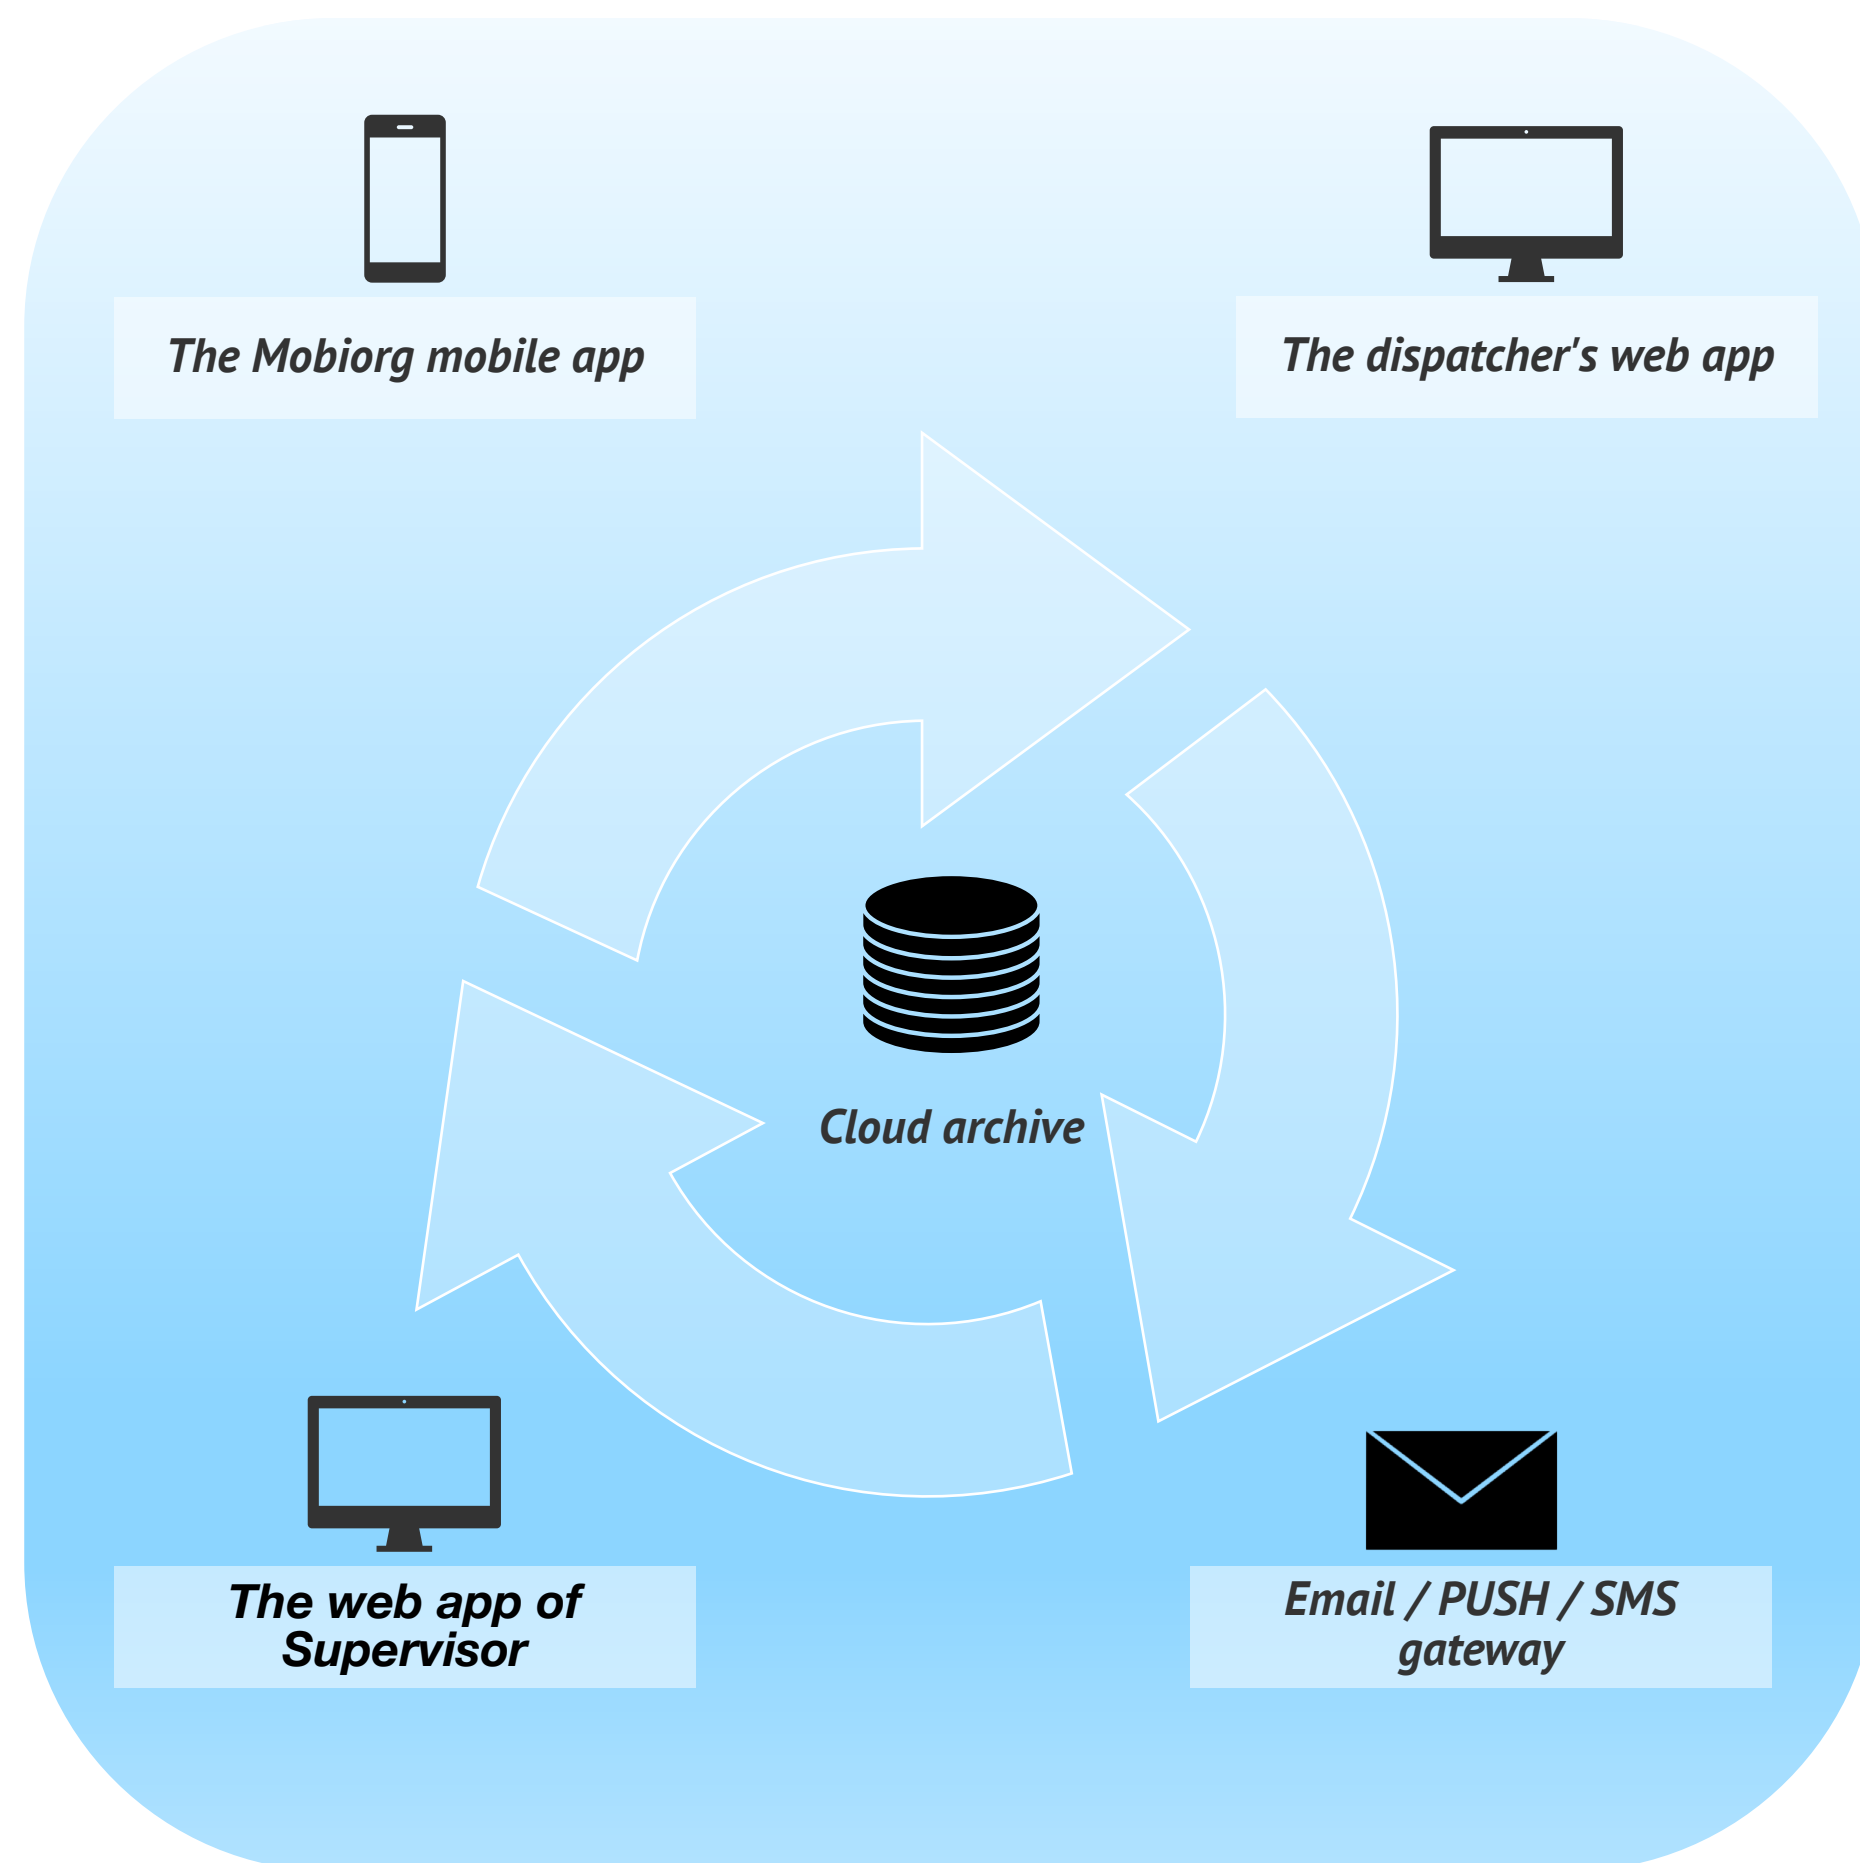 The Mobiorg mobile app
The dispatcher's web app
Cloud archive
The web app of
Supervisor
Email / PUSH / SMS
gateway